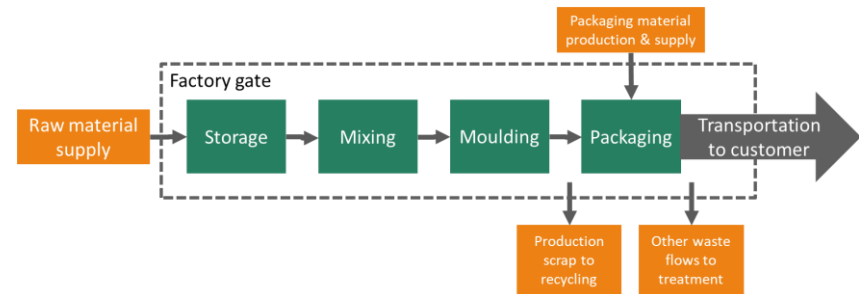 Packaging material
production & supply
Factory gate
Raw material
supply
Storage
Mixing
Moulding
Packaging
Transportation
to customer
Production
scrap to
recycling
Other waste
flows to
treatment